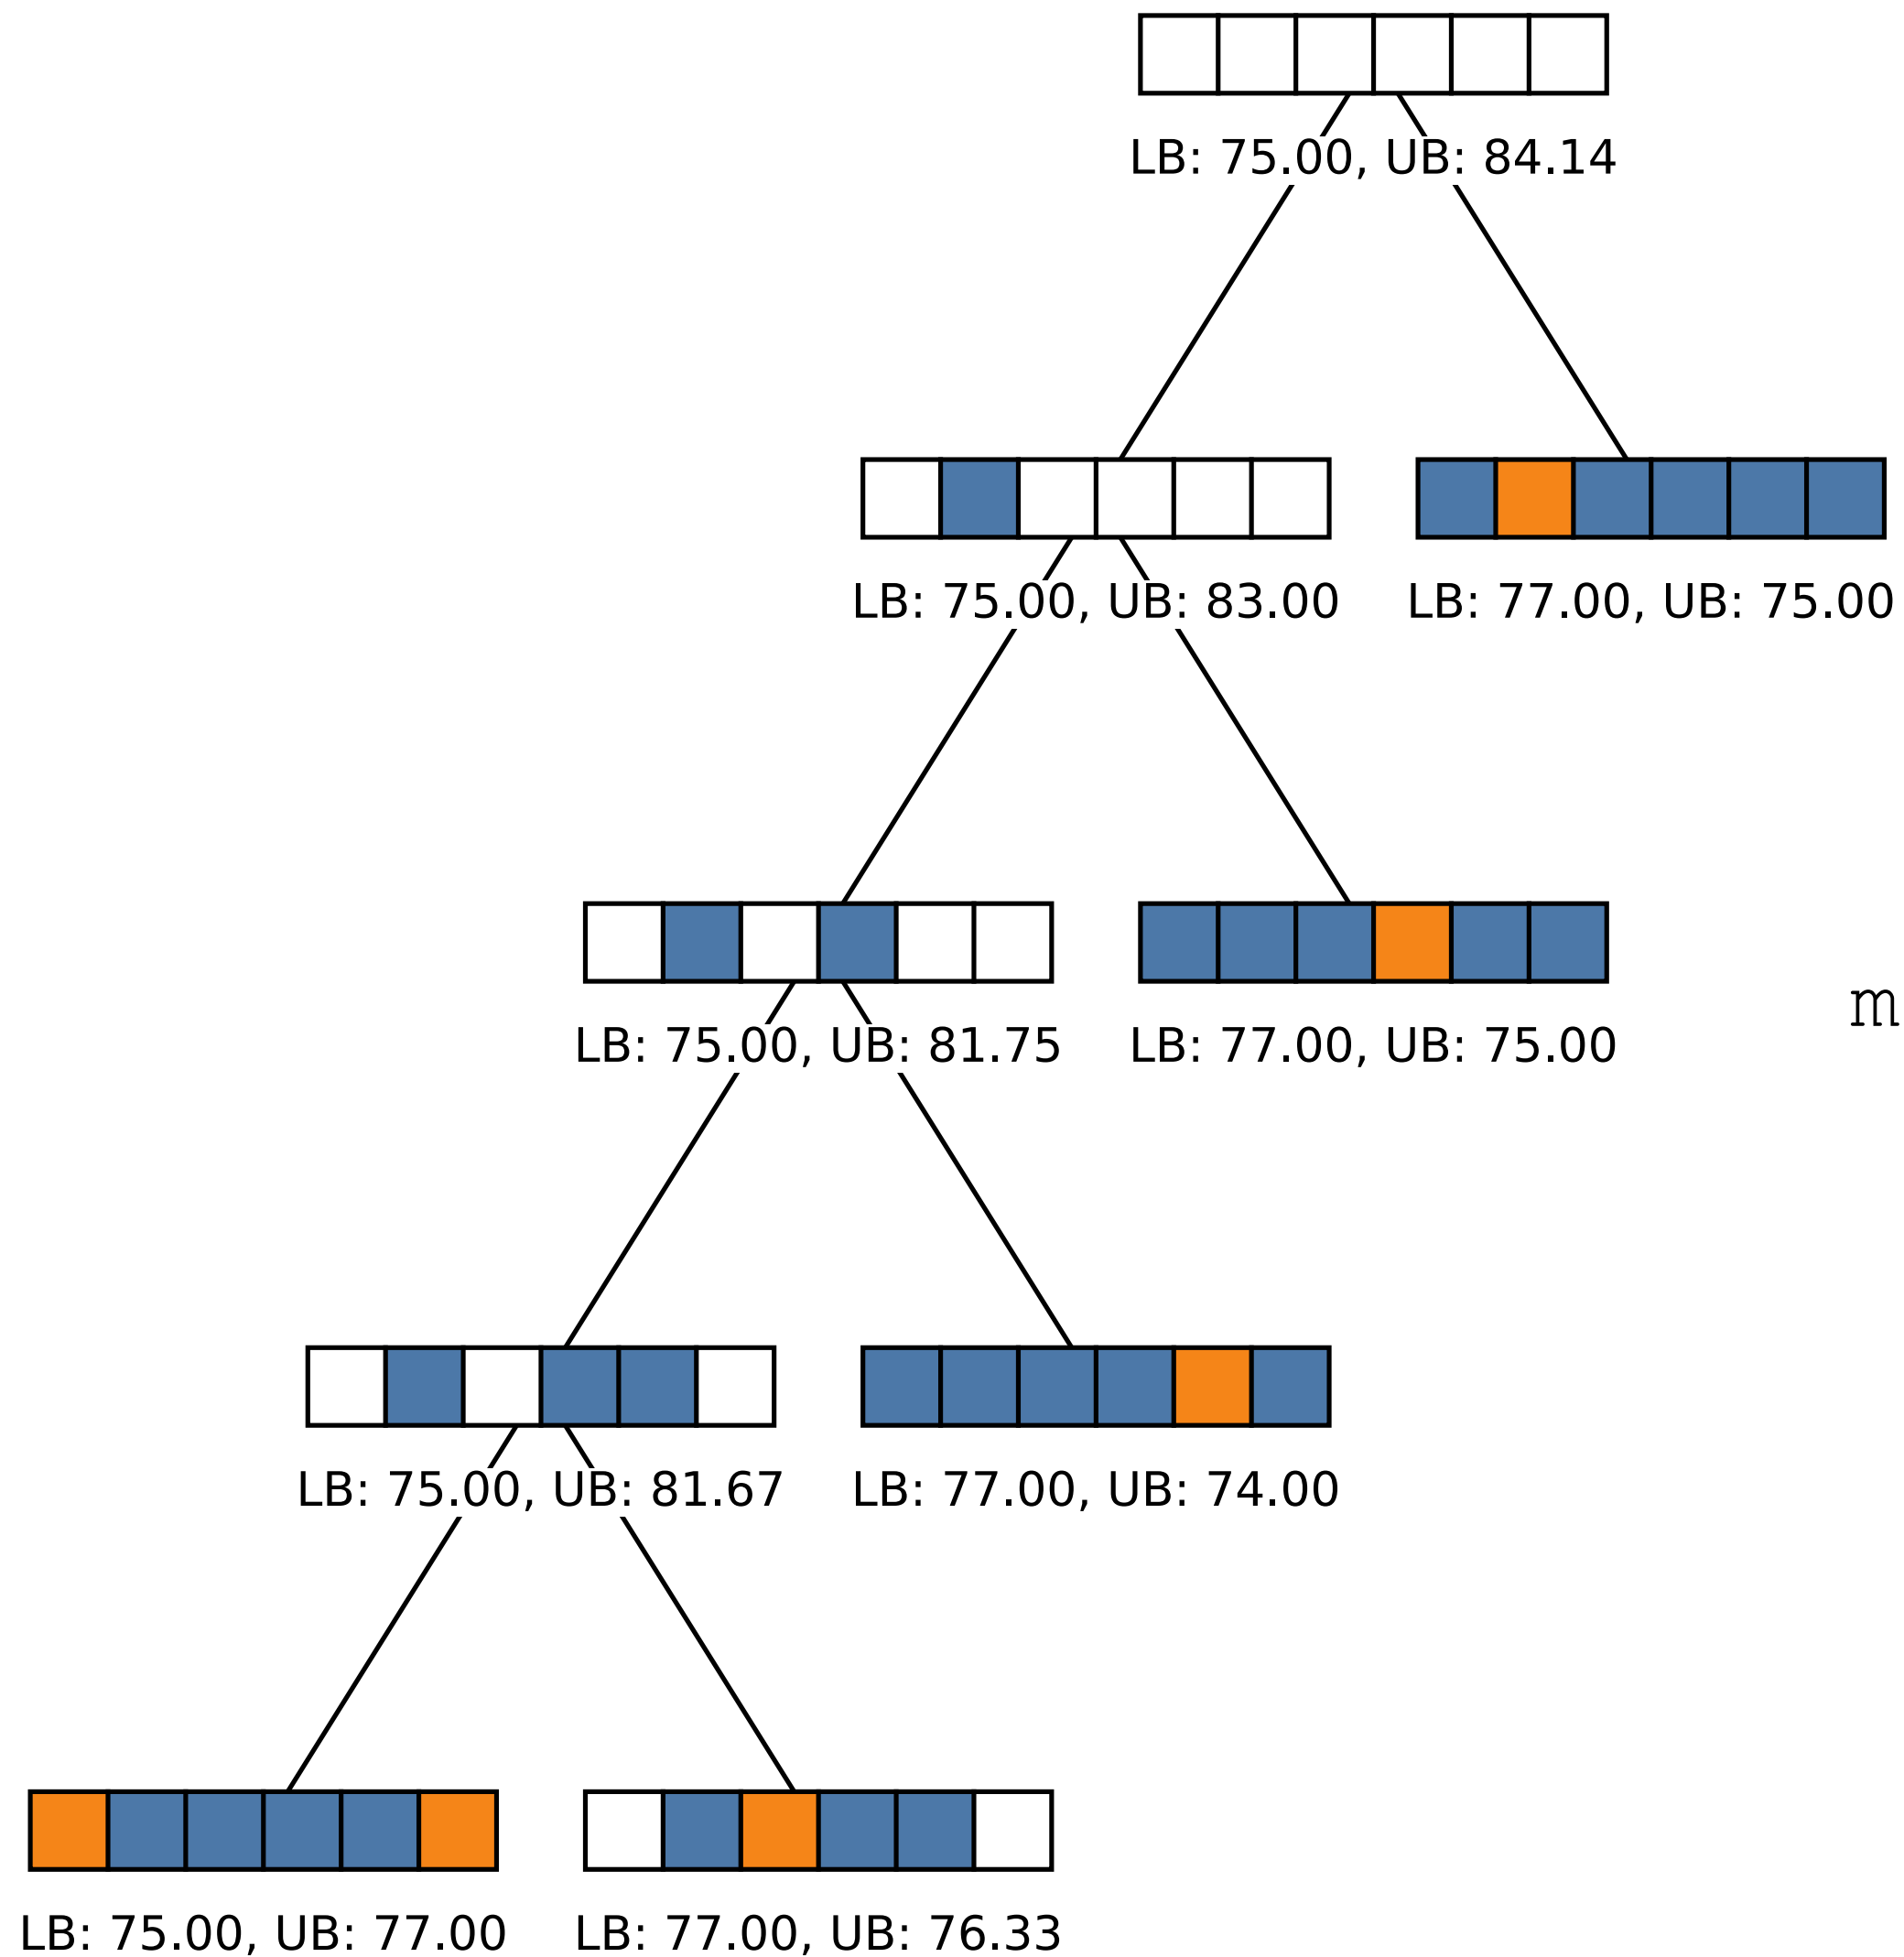 LB: 75.00, UB: 84.14
LB: 75.00, UB: 83.00
LB: 77.00, UB: 75.00
LB: 75.00, UB: 81.75
LB: 77.00, UB: 75.00
m
LB: 75.00, UB: 81.67
LB: 77.00, UB: 74.00
LB: 75.00, UB: 77.00
LB: 77.00, UB: 76.33